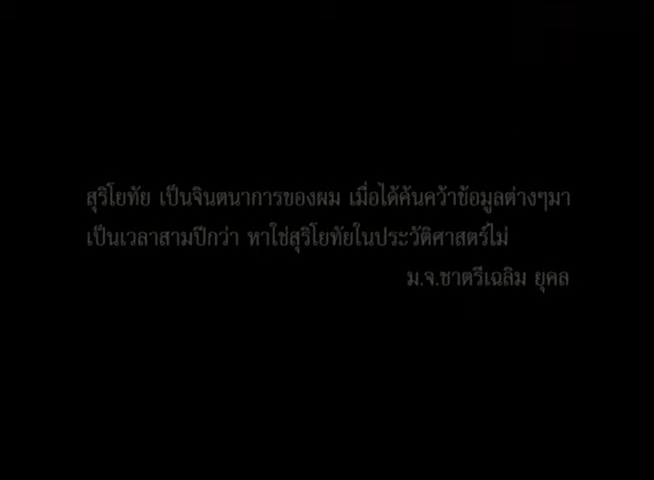 สุริโยทัย เป็นจินตนาการของผม เมื่อได้ค้นคว้าข้อมูลต่างๆมา
เป็นเวลาสามปีกว่า หาใช่สุริโยทัยในประวัติศาสตร์ไม่
ม.จ.ชาตรีเฉลิม ยุคล